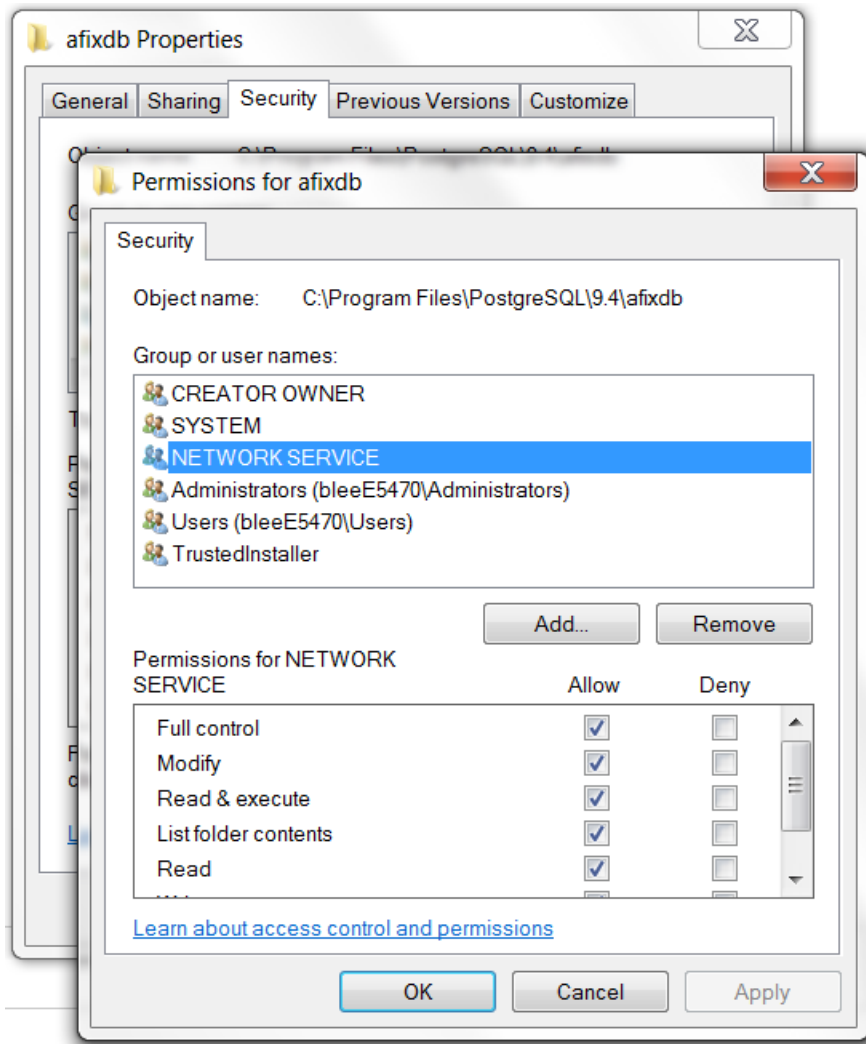 afixdb Properties
General Sharing Security Previous Versions Customize
Permissions for afixdb
Security
Object name: C:\Program Files\PostgreSQL\9.4\afixdb
Group or user names:
CREATOR OWNER
SYSTEM
NETWORK SERVICE
Administrators (bleeE5470\Administrators)
Users (bleeE5470\Users)
TrustedInstaller
Add... Remove
Permissions for NETWORK
SERVICE Allow Deny
Full control
Modify
Read & execute
List folder contents
Read
Learn about access control and permissions
OK Cancel Apply